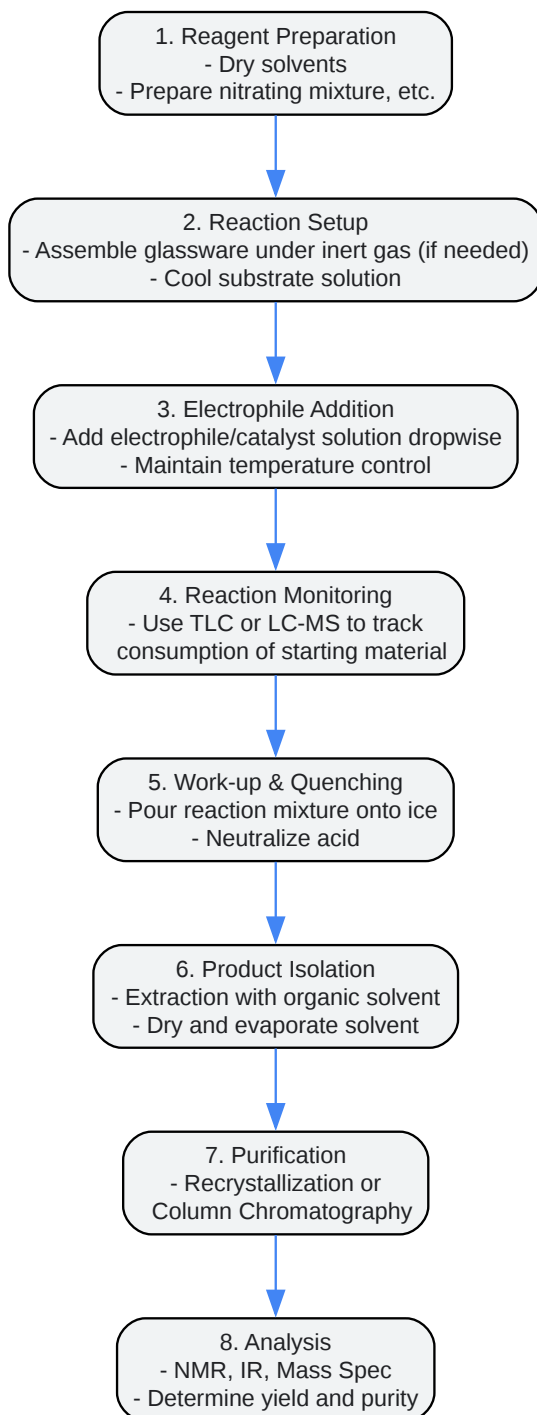 1. Reagent Preparation
- Dry solvents
- Prepare nitrating mixture, etc.
2. Reaction Setup
- Assemble glassware under inert gas (if needed)
- Cool substrate solution
3. Electrophile Addition
- Add electrophile/catalyst solution dropwise
- Maintain temperature control
4. Reaction Monitoring
- Use TLC or LC-MS to track
consumption of starting material
5. Work-up & Quenching
- Pour reaction mixture onto ice
- Neutralize acid
6. Product Isolation
- Extraction with organic solvent
- Dry and evaporate solvent
7. Purification
- Recrystallization or
Column Chromatography
8. Analysis
- NMR, IR, Mass Spec
- Determine yield and purity